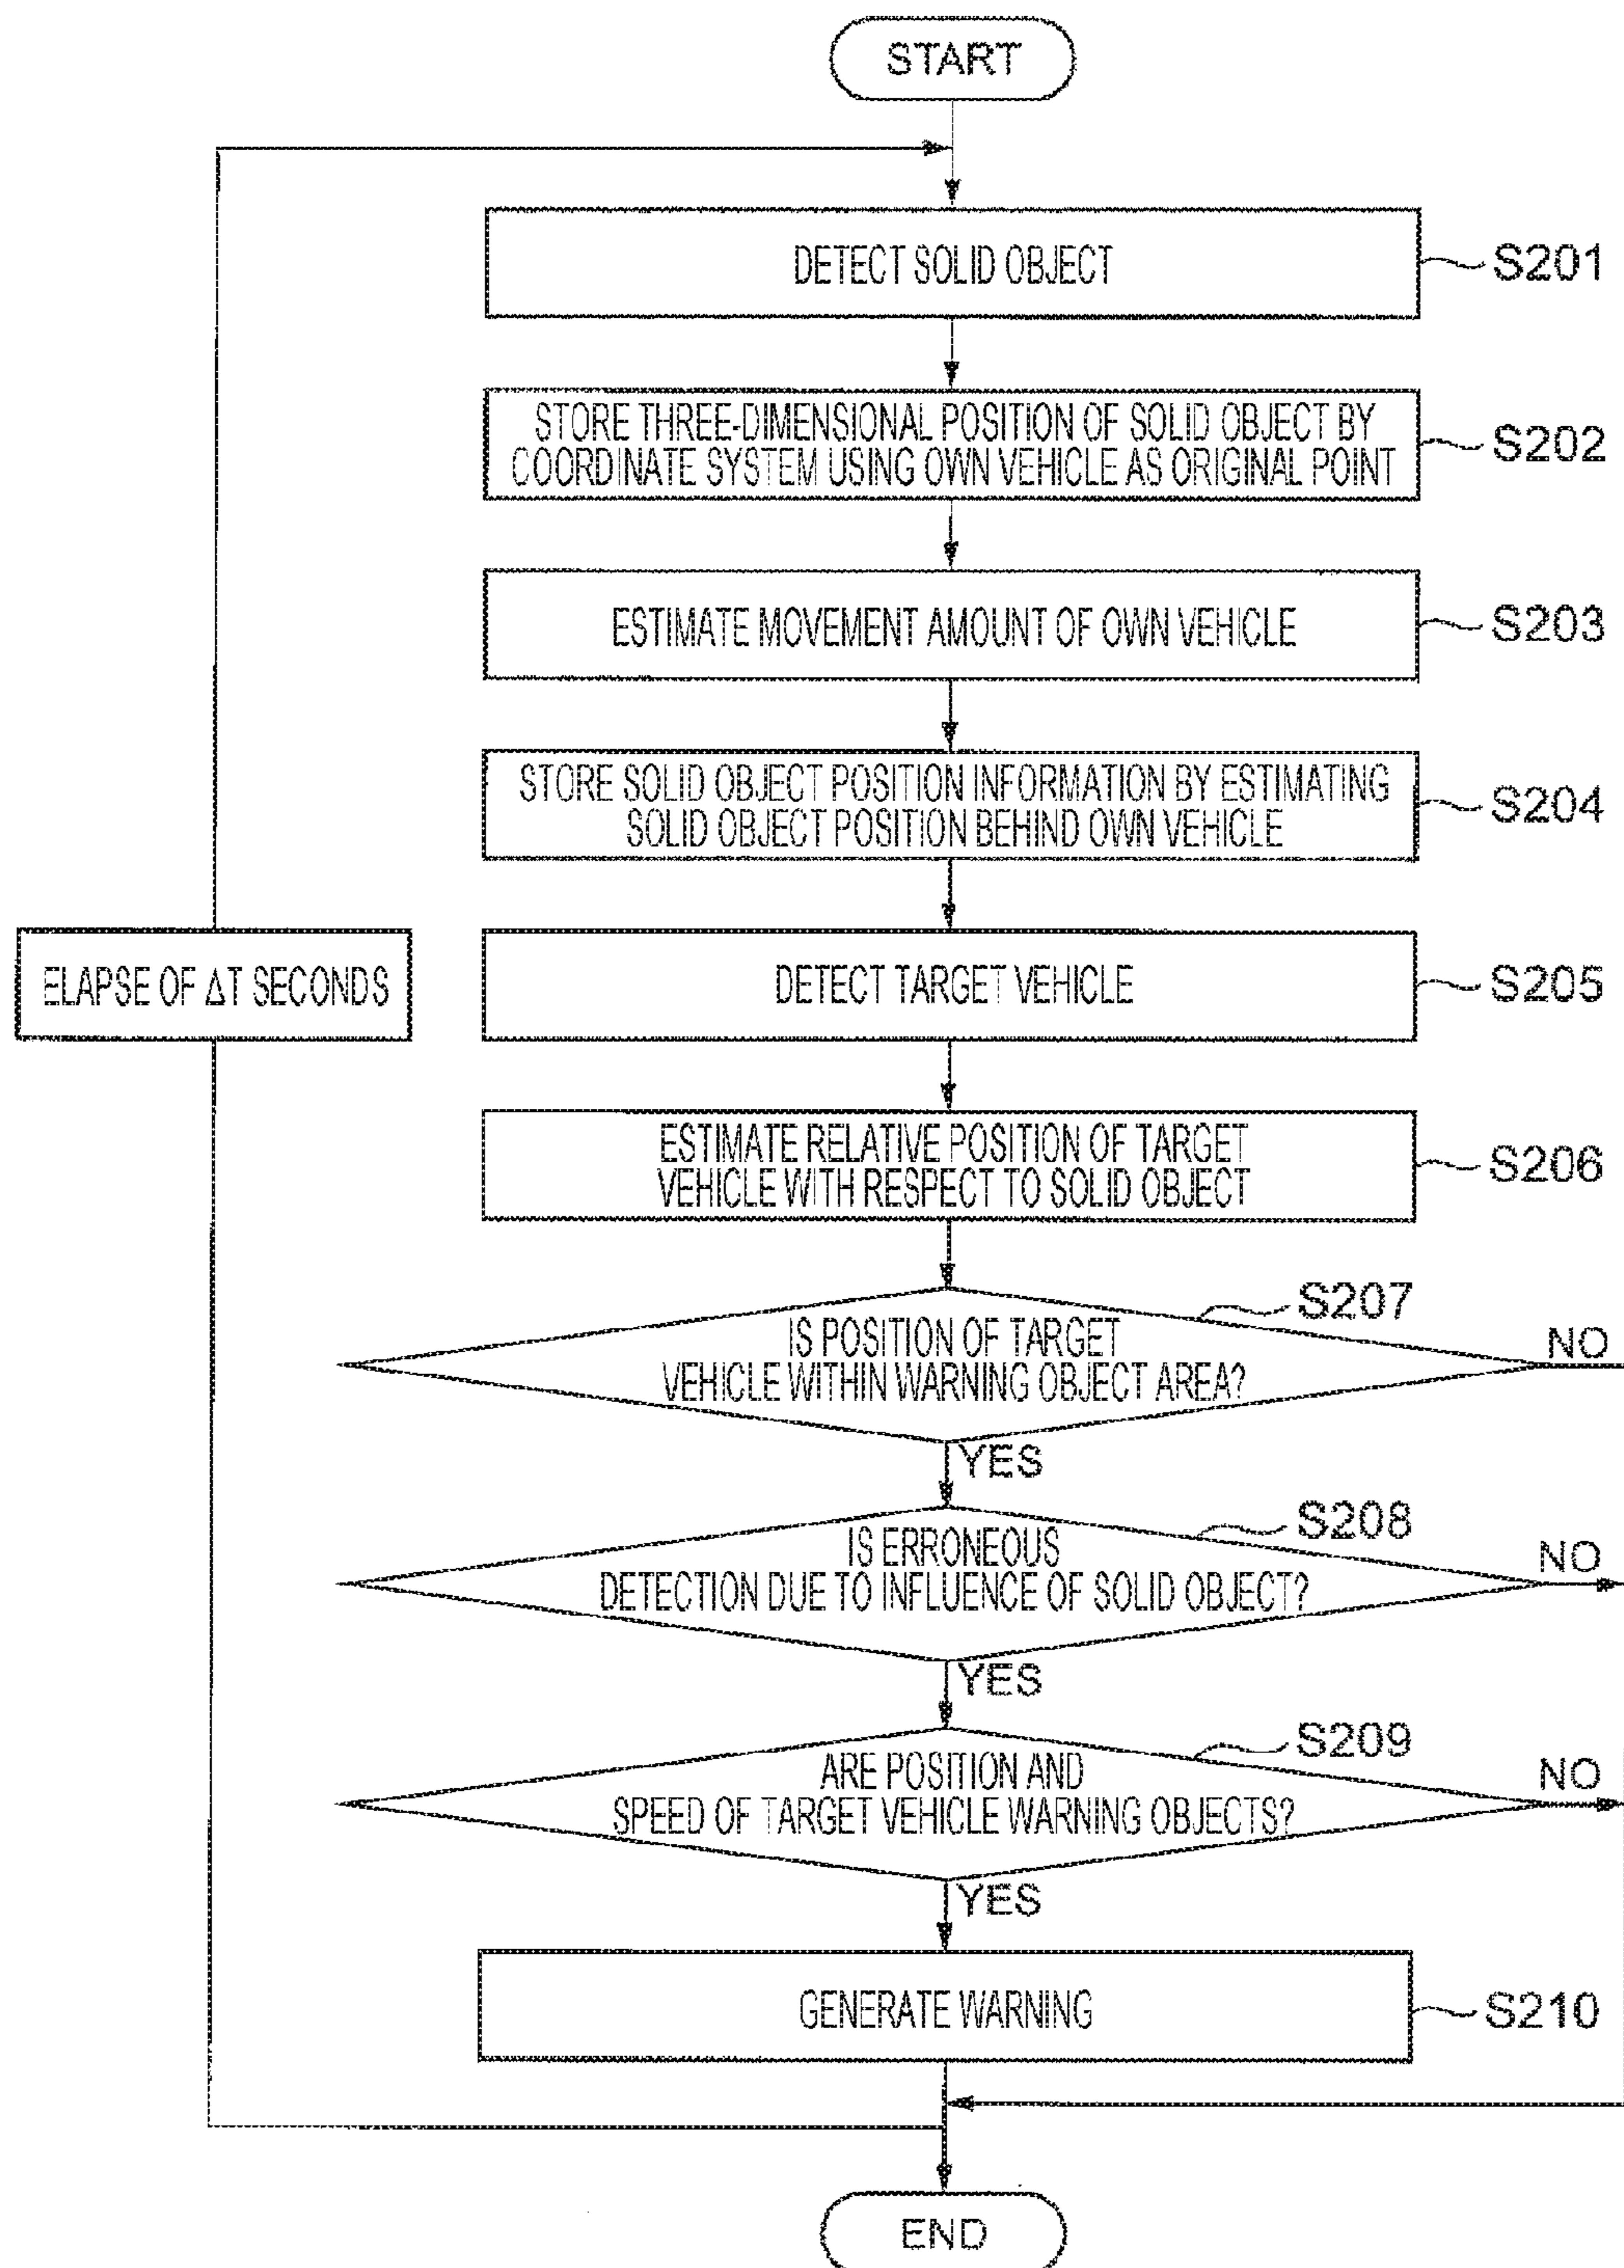 START
DETECT SOLID OBJECT
S201
STORE THREE-DIMENSIONAL POSITION OF SOLID OBJECT BY
COORDINATE SYSTEM USING OWN VEHICLE AS ORIGINAL POINT
S202
ESTIMATE MOVEMENT AMOUNT OF OWN VEHICLE
S203
STORE SOLID OBJECT POSITION INFORMATION BY ESTIMATING
SOLID OBJECT POSITION BEHIND OWN VEHICLE
S204
ELAPSE OF ΔT SECONDS
DETECT TARGET VEHICLE
S205
ESTIMATE RELATIVE POSITION OF TARGET
VEHICLE WITH RESPECT TO SOLID OBJECT
S206
S207
IS POSITION OF TARGET
VEHICLE WITHIN WARNING OBJECT AREA?
NO
YES
S208
IS ERRONEOUS
DETECTION DUE TO INFLUENCE OF SOLID OBJECT?
NO
YES
S209
ARE POSITION AND
SPEED OF TARGET VEHICLE WARNING OBJECTS?
NO
YES
GENERATE WARNING
S210
END